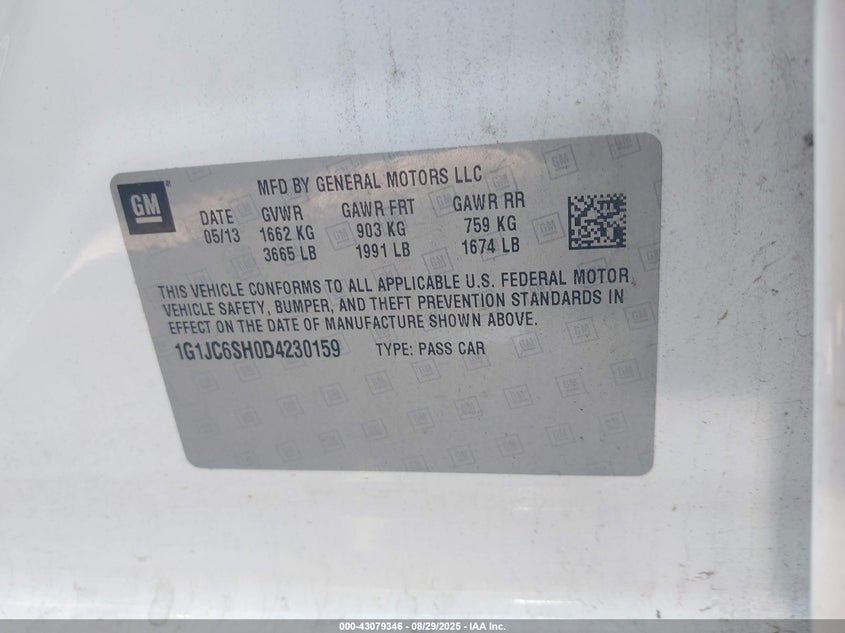 GM
MFD BY GENERAL MOTORS LLC
DATE GVWR GAWR FRT GAWR RR
05/13 1662 KG 903 KG 759 KG
3665 LB 1991 LB 1674 LB
THIS VEHICLE CONFORMS TO ALL APPLICABLE U.S. FEDERAL MOTOR
VEHICLE SAFETY, BUMPER, AND THEFT PREVENTION STANDARDS IN
EFFECT ON THE DATE OF MANUFACTURE SHOWN ABOVE.
1G1JC6SH0D4230159 TYPE: PASS CAR
000-43079346 - 08/29/2025 - IAA Inc.